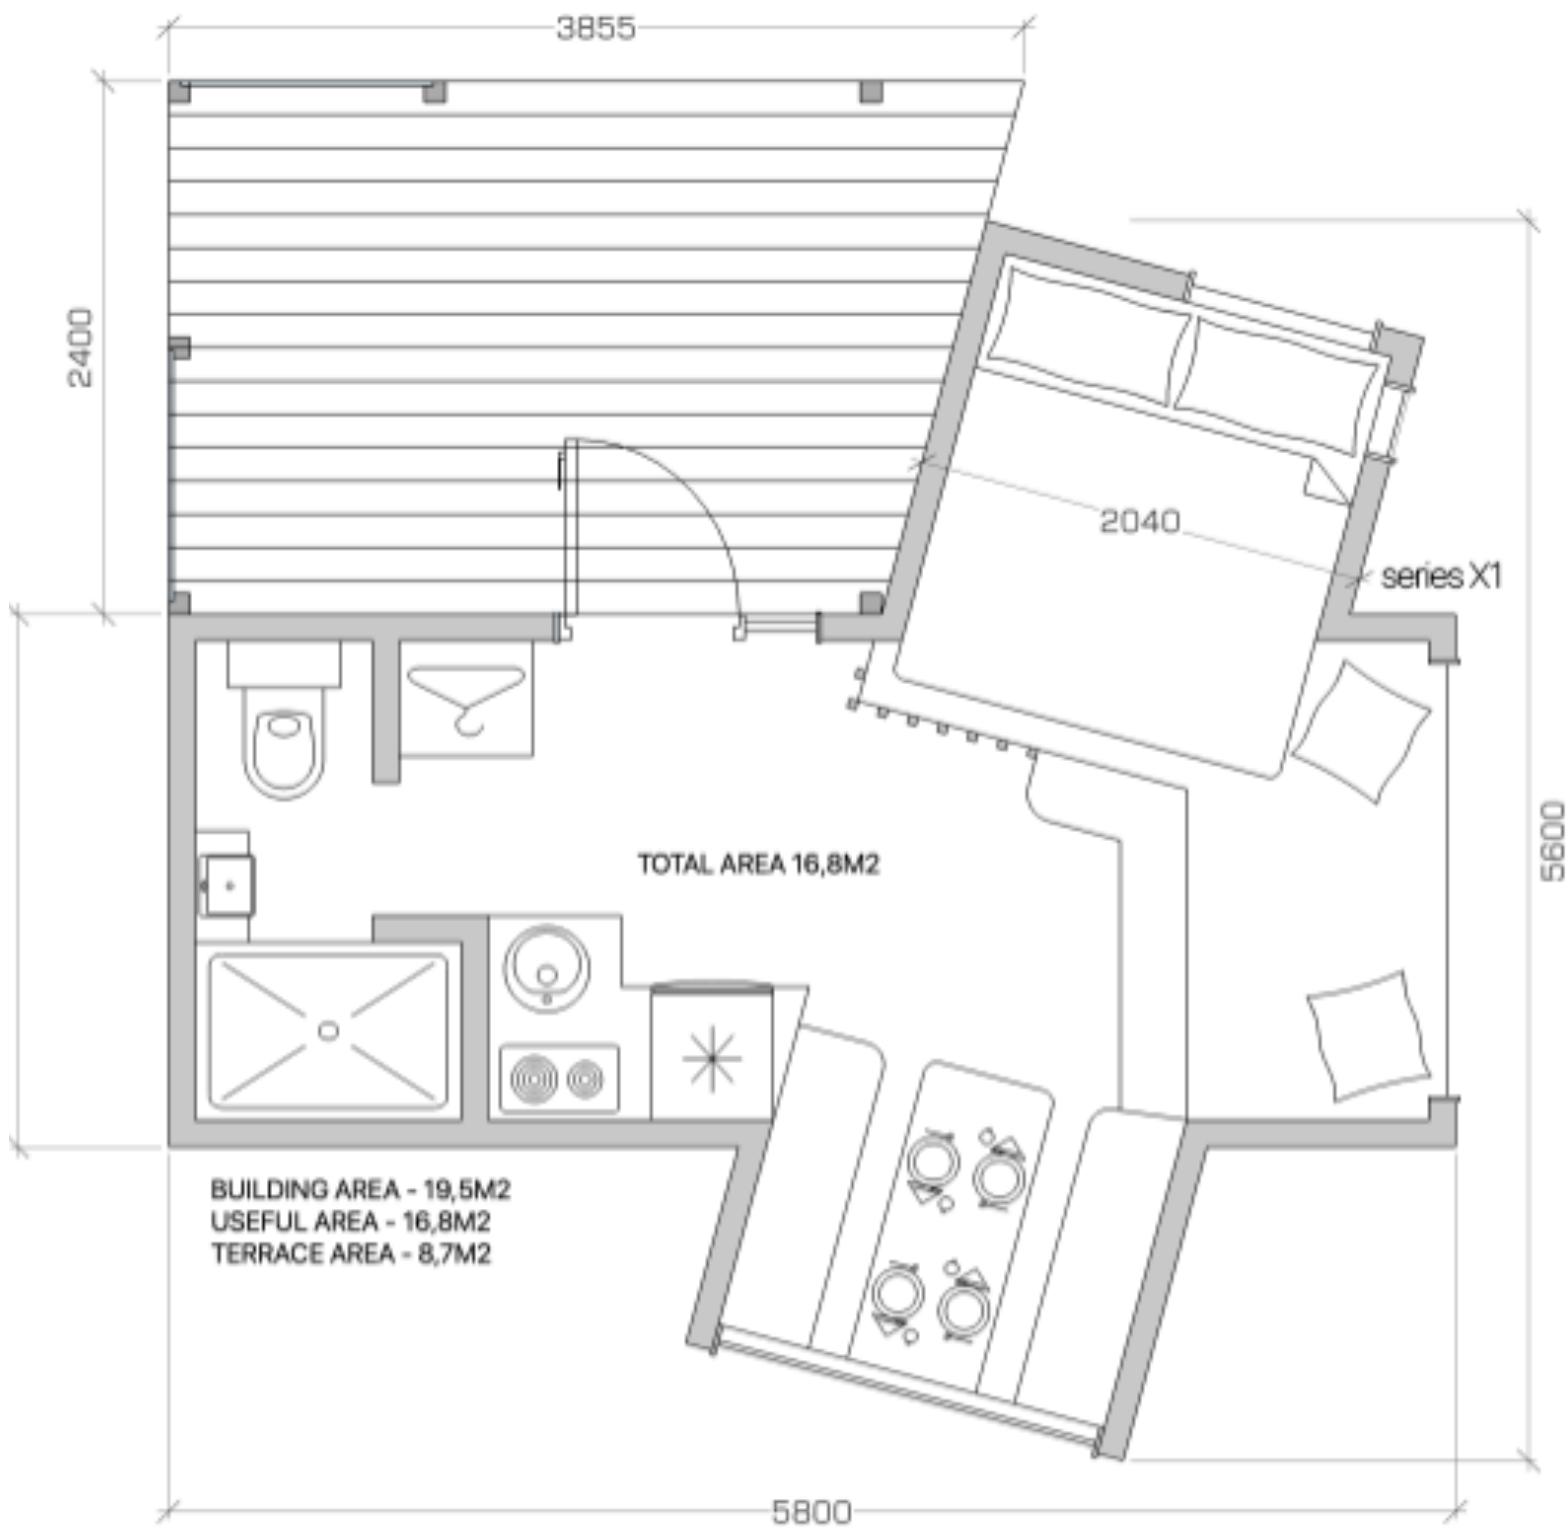 3855
2400
2040
series X1
5600
TOTAL AREA 16,8M2
BUILDING AREA - 19,5M2
USEFUL AREA - 16,8M2
TERRACE AREA - 8,7M2
5800